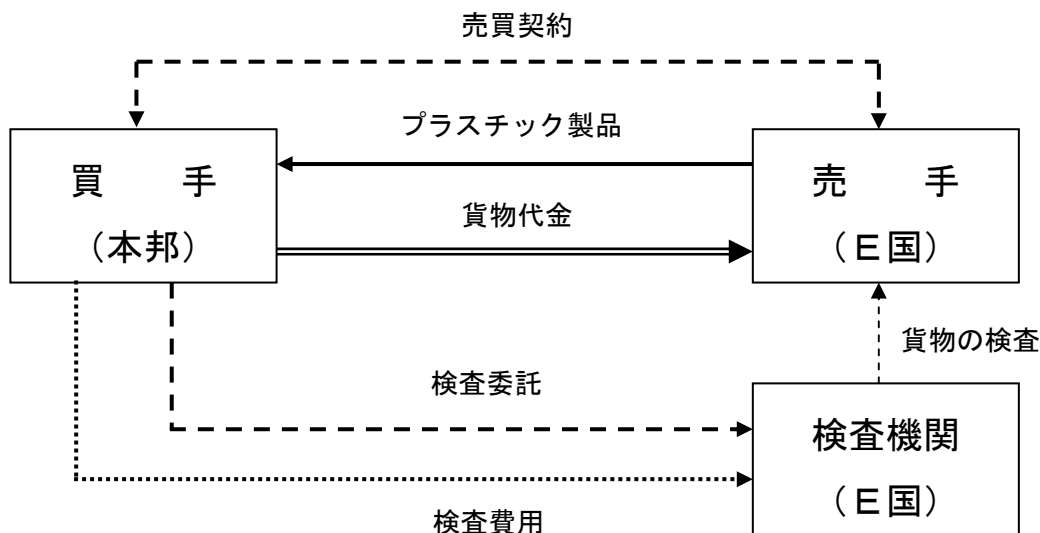 売買契約
プラスチック製品
買　　手
（本邦）
売　　手
（Ｅ国）
貨物代金
貨物の検査
検査委託
検査機関
（Ｅ国）
検査費用